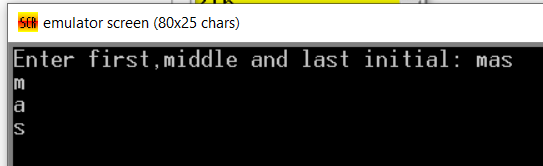 emulator screen (80x25 chars)
Enter first,middle and last initial: mas
m
a
s